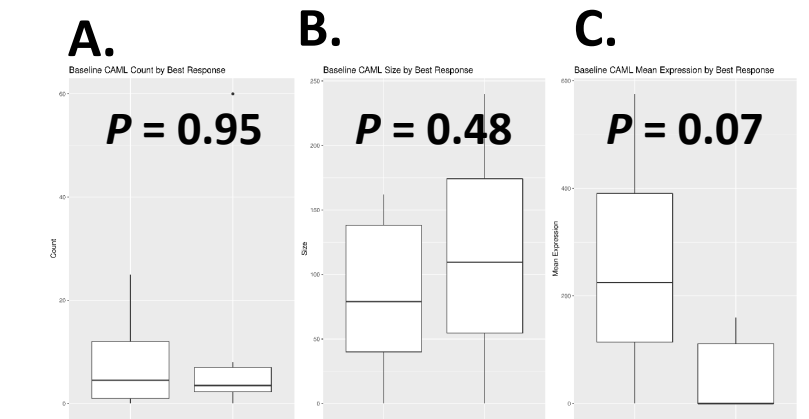 A.
Baseline CAML Count by Best Response
P = 0.95
60
40
20
0
Count
B.
Baseline CAML Size by Best Response
P = 0.48
250
200
150
100
50
0
Size
C.
Baseline CAML Mean Expression by Best Response
P = 0.07
600
400
200
0
Mean Expression